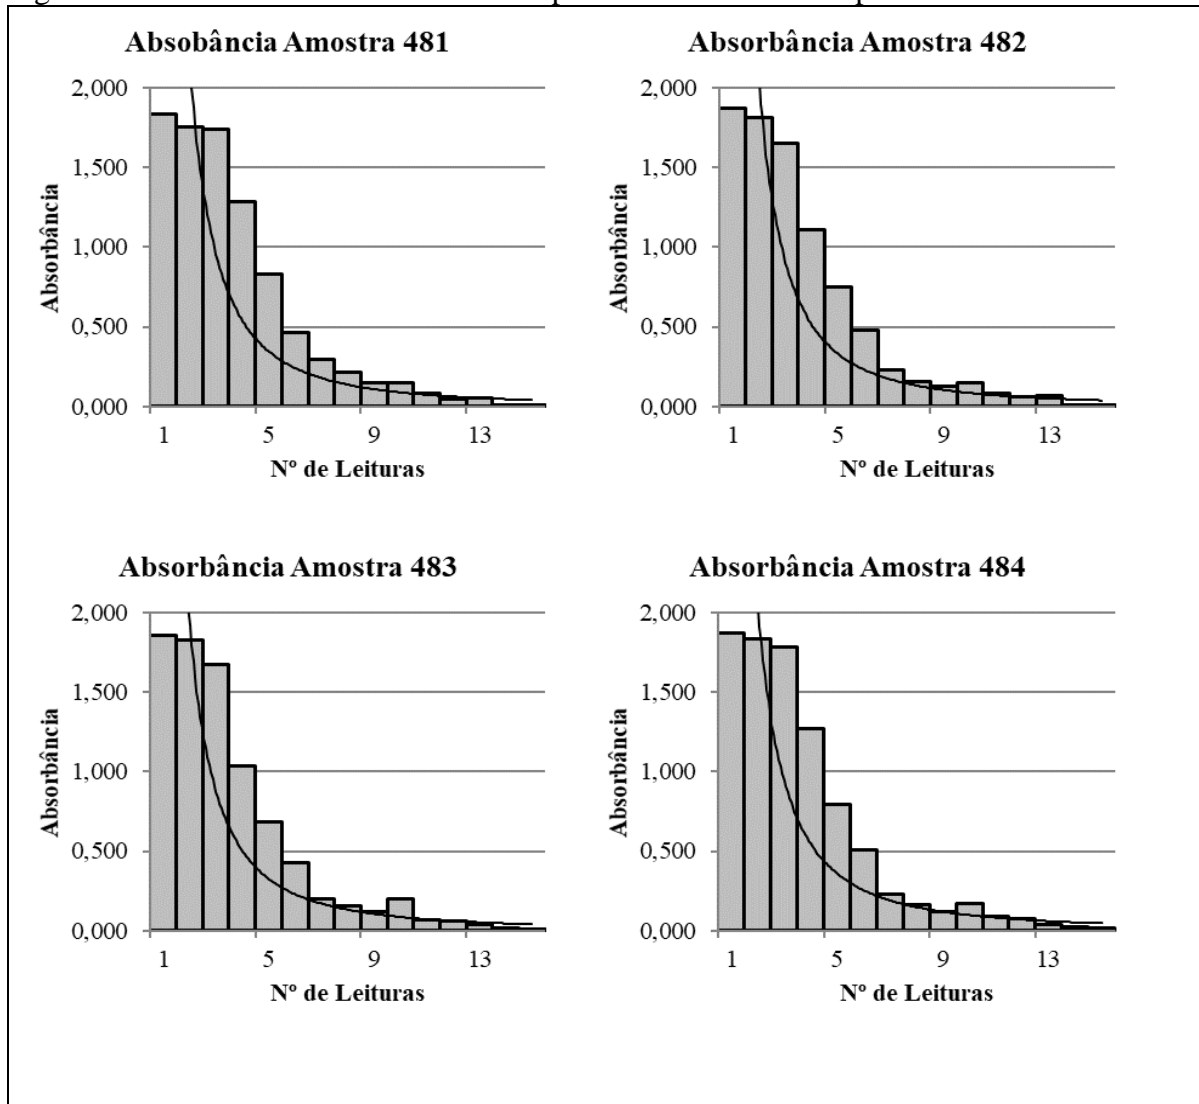 Absobância Amostra 481
2,000
1,500
1,000
0,500
0,000
Absorbância
1 5 9 13
Nº de Leituras
Absorbância Amostra 482
2,000
1,500
1,000
0,500
0,000
Absorbância
1 5 9 13
Nº de Leituras
Absorbância Amostra 483
2,000
1,500
1,000
0,500
0,000
Absorbância
1 5 9 13
Nº de Leituras
Absorbância Amostra 484
2,000
1,500
1,000
0,500
0,000
Absorbância
1 5 9 13
Nº de Leituras